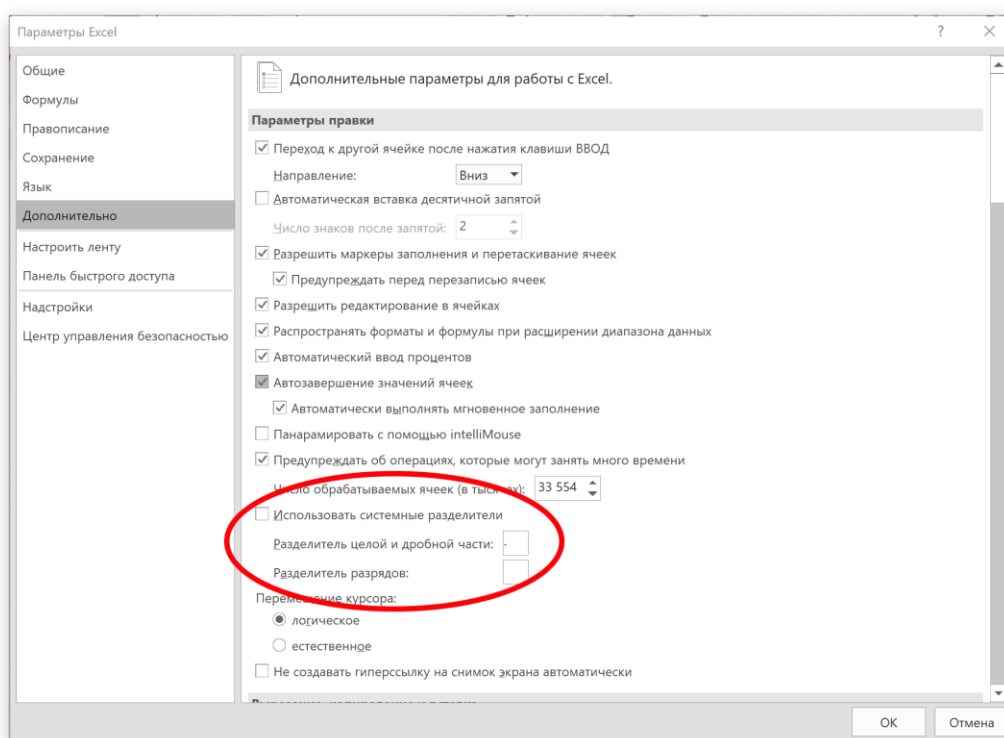 Параметры Excel
?
Общие
Формулы
Правописание
Сохранение
Язык
Дополнительно
Настроить ленту
Панель быстрого доступа
Надстройки
Центр управления безопасностью
Дополнительные параметры для работы с Excel.
Параметры правки
Переход к другой ячейке после нажатия клавиши ВВОД
Направление: Вниз
Автоматическая вставка десятичной запятой
Число знаков после запятой: 2
Разрешить маркеры заполнения и перетаскивание ячеек
Предупреждать перед перезаписью ячеек
Разрешить редактирование в ячейках
Распространять форматы и формулы при расширении диапазона данных
Автоматический ввод процентов
Автозавершение значений ячеек
Автоматически выполнять мгновенное заполнение
Панарамировать с помощью intelliMouse
Предупреждать об операциях, которые могут занять много времени
Число обрабатываемых ячеек (в тысячах): 33 554
Использовать системные разделители
Разделитель целой и дробной части: .
Разделитель разрядов:
Перемещение курсора:
логическое
естественное
Не создавать гиперссылку на снимок экрана автоматически
ОК Отмена